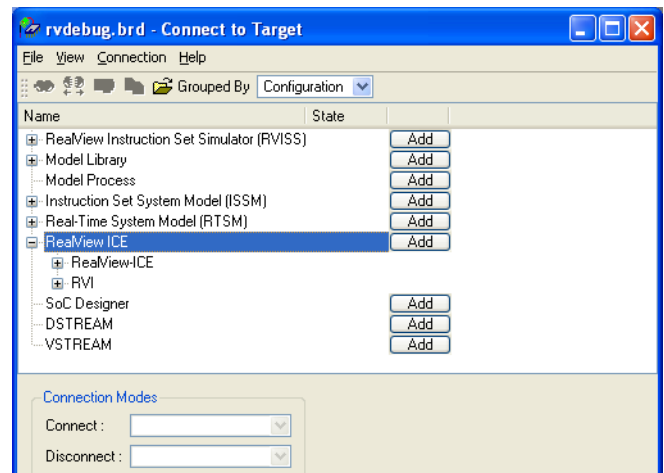 rvdebug.brd - Connect to Target
File View Connection Help
Grouped By Configuration
Name State
RealView Instruction Set Simulator (RVISS) Add
Model Library Add
Model Process Add
Instruction Set System Model (ISSM) Add
Real-Time System Model (RTSM) Add
RealView ICE Add
RealView-ICE
RVI
SoC Designer Add
DSTREAM Add
VSTREAM Add
Connection Modes
Connect :
Disconnect :